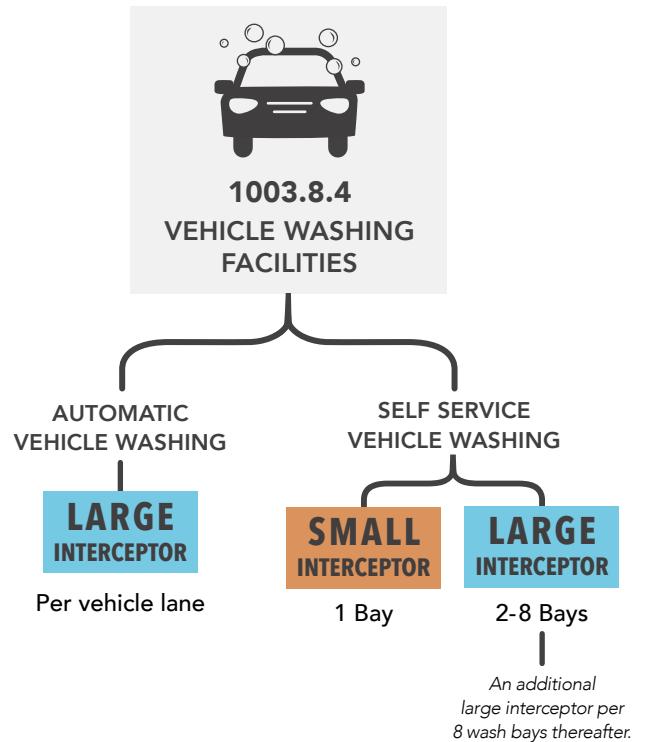 1003.8.4
VEHICLE WASHING
FACILITIES
AUTOMATIC
VEHICLE WASHING
LARGE
INTERCEPTOR
Per vehicle lane
SELF SERVICE
VEHICLE WASHING
SMALL
INTERCEPTOR
1 Bay
LARGE
INTERCEPTOR
2-8 Bays
An additional
large interceptor per
8 wash bays thereafter.